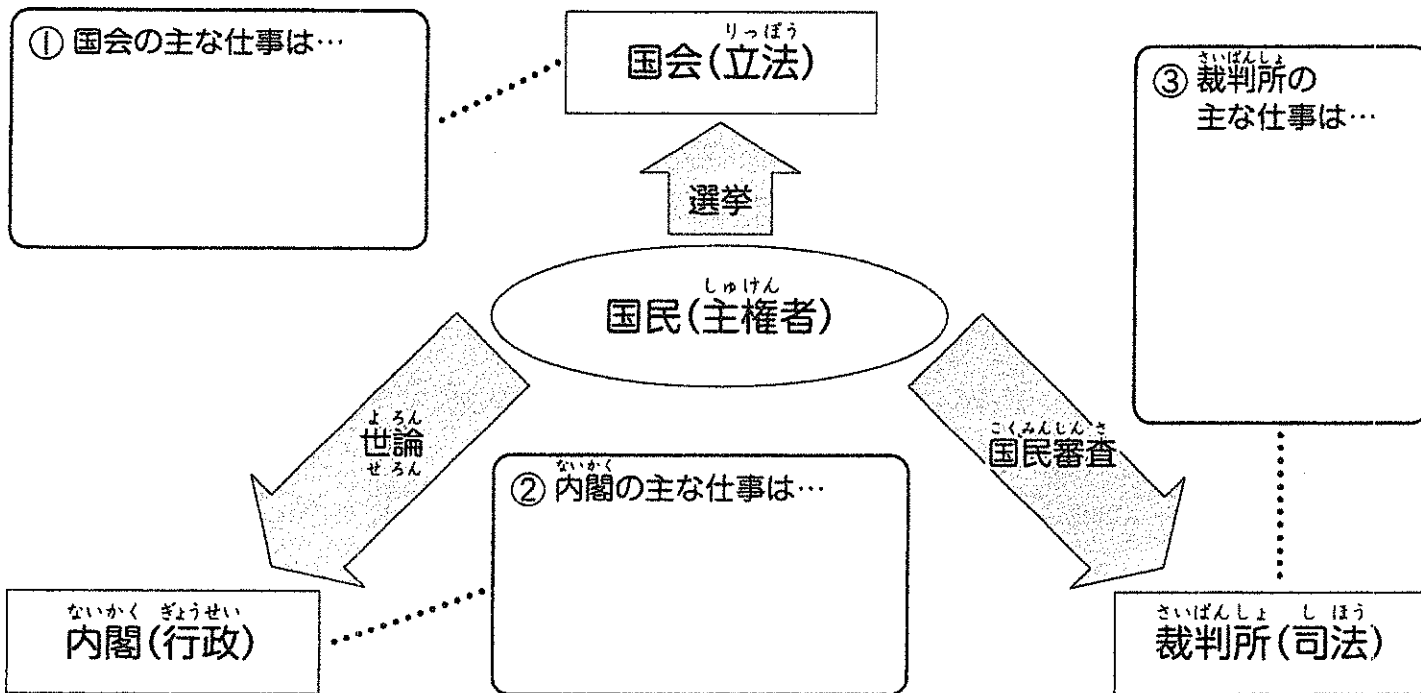 ① 国会の主な仕事は…
りっぽう
国会(立法)
さいばんしょ
③ 裁判所の
主な仕事は…
選挙
しゅけん
国民(主権者)
よ ろん
世論
せ ろん
こくみんしん さ
国民審査
ないかく
② 内閣の主な仕事は…
ないかく ぎょうせい
内閣(行政)
さいばんしょ し ほう
裁判所(司法)